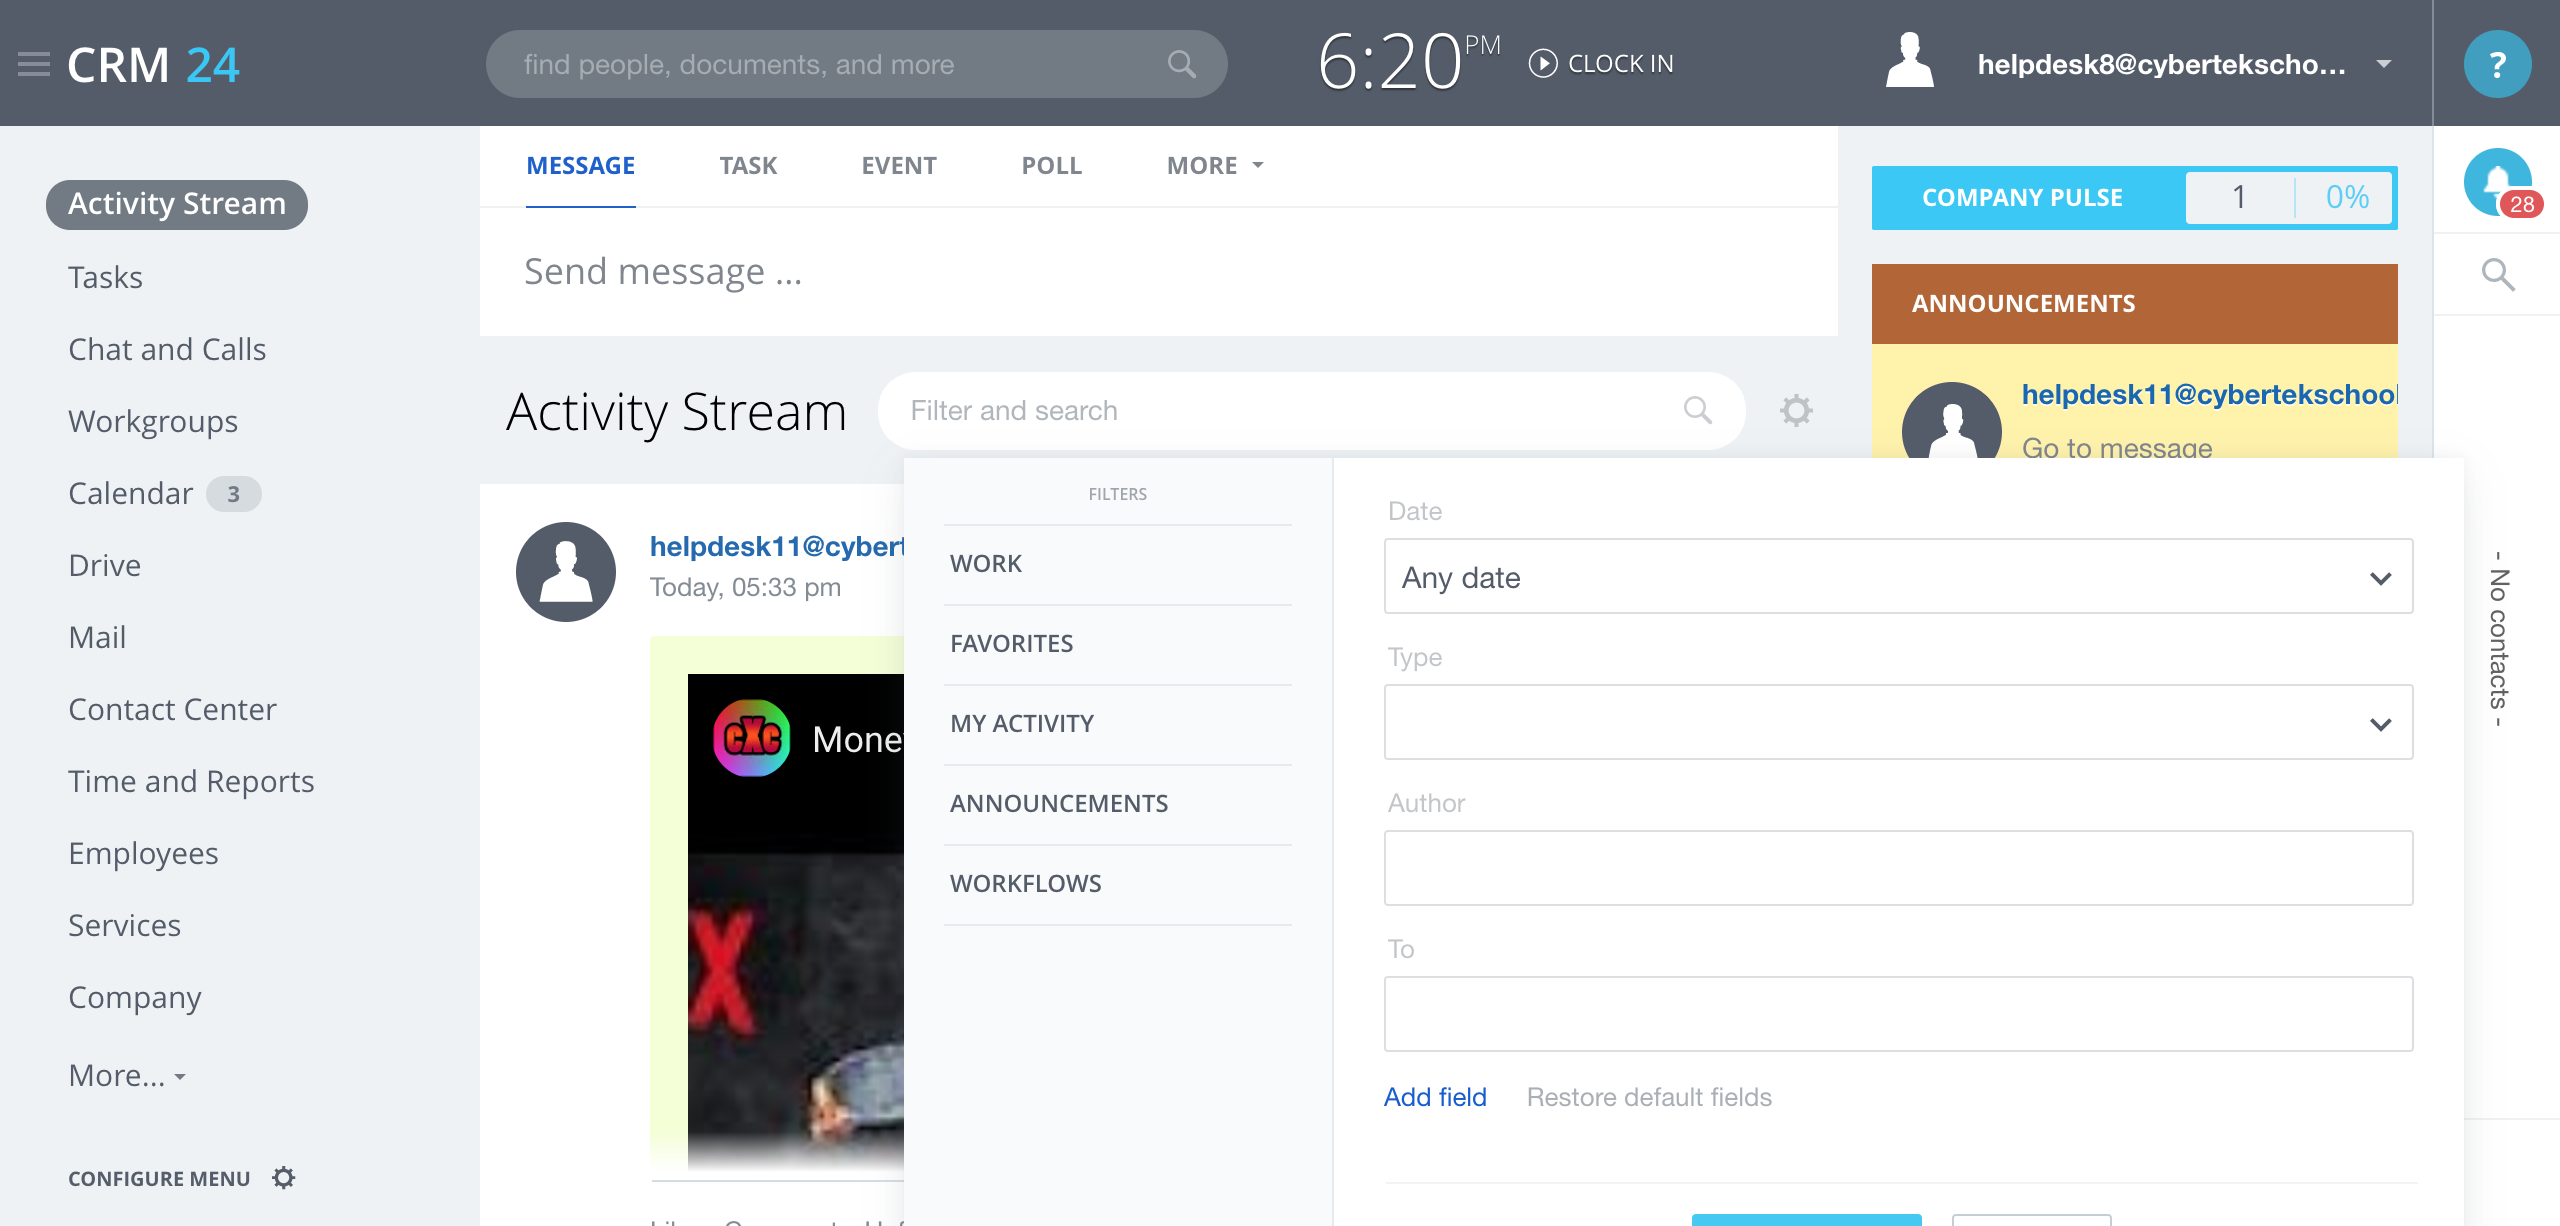 CRM 24
find people, documents, and more
6:20 PM
CLOCK IN
helpdesk8@cybertekscho...
?
Activity Stream
Tasks
Chat and Calls
Workgroups
Calendar 3
Drive
Mail
Contact Center
Time and Reports
Employees
Services
Company
More...
CONFIGURE MENU
MESSAGE TASK EVENT POLL MORE
Send message ...
Activity Stream
Filter and search
helpdesk11@cybert
Today, 05:33 pm
cXc
Mone
X
FILTERS
WORK
FAVORITES
MY ACTIVITY
ANNOUNCEMENTS
WORKFLOWS
Date
Any date
Type
Author
To
Add field Restore default fields
COMPANY PULSE 1 0%
ANNOUNCEMENTS
helpdesk11@cybertekschool
Go to message
28
- No contacts -